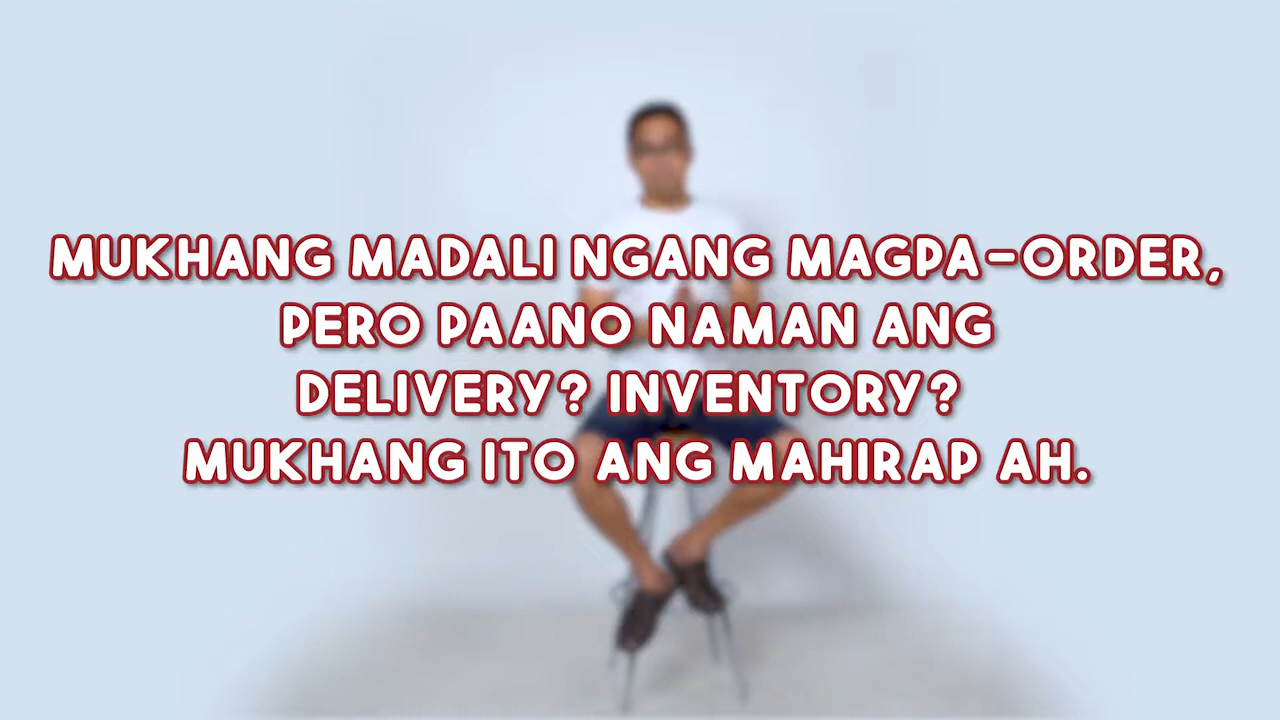 MUKHANG MADALI NGANG MAGPA-ORDER,
PERO PAANO NAMAN ANG
DELIVERY? INVENTORY?
MUKHANG ITO ANG MAHIRAP AH.